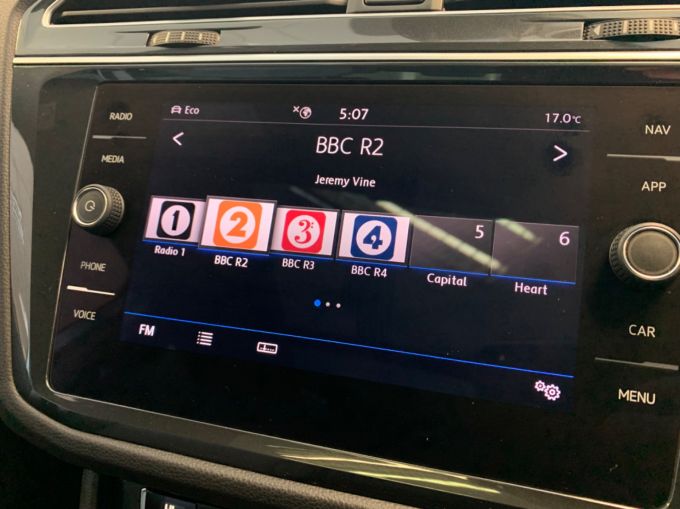 RADIO
MEDIA
PHONE
VOICE
Eco
5:07
17.0°C
BBC R2
Jeremy Vine
1
2
3
4
5
6
Radio 1
BBC R2
BBC R3
BBC R4
Capital
Heart
FM
NAV
APP
CAR
MENU